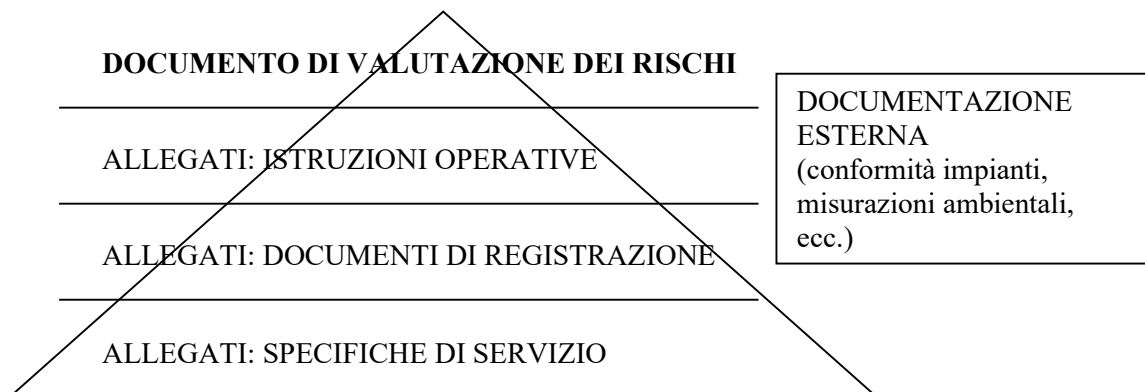 DOCUMENTO DI VALUTAZIONE DEI RISCHI
ALLEGATI: ISTRUZIONI OPERATIVE
ALLEGATI: DOCUMENTI DI REGISTRAZIONE
ALLEGATI: SPECIFICHE DI SERVIZIO
DOCUMENTAZIONE
ESTERNA
(conformità impianti,
misurazioni ambientali,
ecc.)